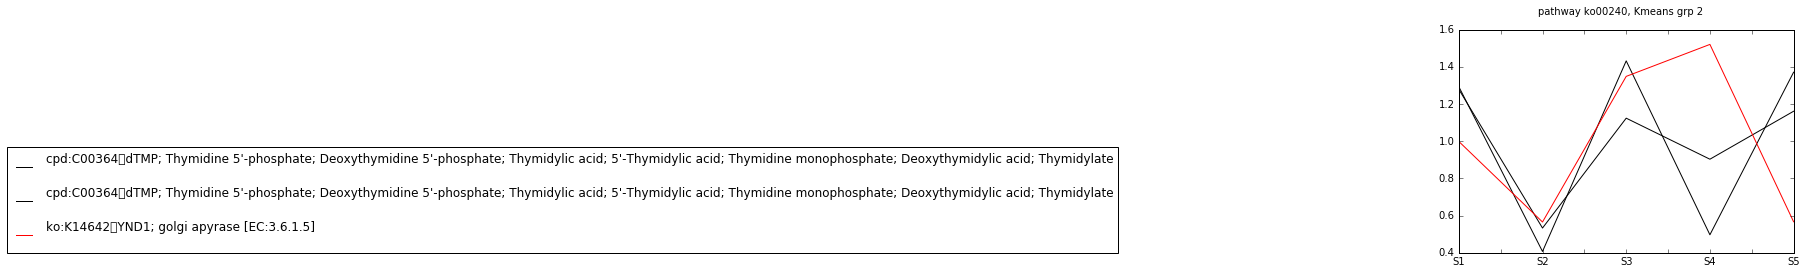 pathway ko00240, Kmeans grp 2
1.6
1.4
1.2
1.0
0.8
0.6
0.4
S1 S2 S3 S4 S5
cpd:C00364▯dTMP; Thymidine 5'-phosphate; Deoxythymidine 5'-phosphate; Thymidylic acid; 5'-Thymidylic acid; Thymidine monophosphate; Deoxythymidylic acid; Thymidylate
cpd:C00364▯dTMP; Thymidine 5'-phosphate; Deoxythymidine 5'-phosphate; Thymidylic acid; 5'-Thymidylic acid; Thymidine monophosphate; Deoxythymidylic acid; Thymidylate
ko:K14642▯YND1; golgi apyrase [EC:3.6.1.5]